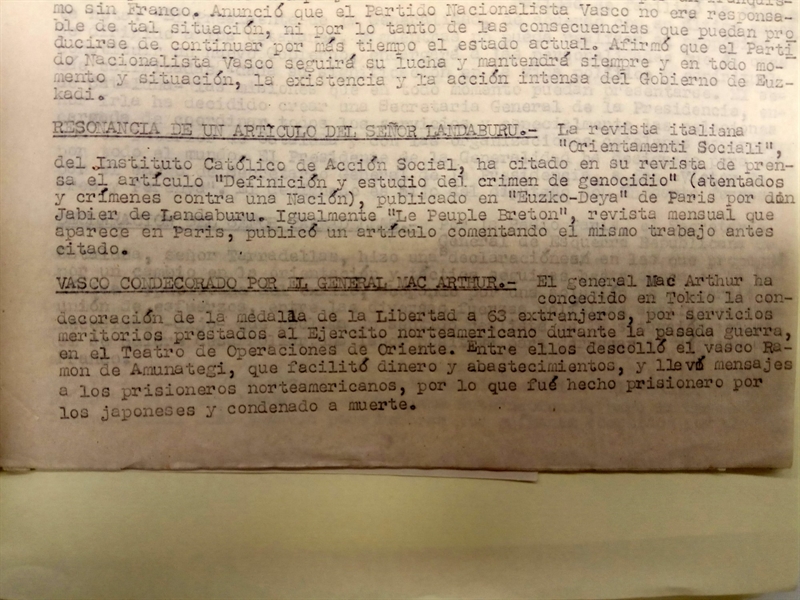 mo sin Franco. Anunció que el Partido Nacionalista Vasco no ere responsa-
ble de tal situación, ni por lo tanto de las consecuencias que puedan pro
ducirse de continuar por más tiempo el estado actual. Afirmó que el Parti
do Nacionalista Vasco seguirá su lucha y mantendrá siempre y en todo mo-
mento y situación, la existencia y la acción intensa del Gobierno de Euz-
kadi.
RESONANCIA DE UN ARTICULO DEL SEÑOR LANDABURU.- La revista italiana
"Orientamenti Sociali",
del Instituto Católico de Acción Social, ha citado en su revista de pren-
sa el artículo "Definición y estudio del crimen de genocidio" (atentados
y crímenes contra una Nación), publicado en "Euzko-Deya" de Paris por don
Jabier de Landaburu. Igualmente "Le Peuple Breton", revista mensual que
aparece en Paris, publicó un artículo comentando el mismo trabajo antes
citado.
VASCO CONDECORADO POR EL GENERAL MAC ARTHUR.- El general Mac Arthur ha
concedido en Tokio la con-
decoración de la médalla de la Libertad a 63 extranjeros, por servicios
meritorios prestados al Ejercito norteamericano durante la pasada guerra,
en el Teatro de Operaciones de Oriente. Entre ellos descolló el vasco Ra-
mon de Amunategi, que facilitó dinero y abastecimientos, y llevó mensajes
a los prisioneros norteamericanos, por lo que fué hecho prisionero por
los japoneses y condenado a muerte.